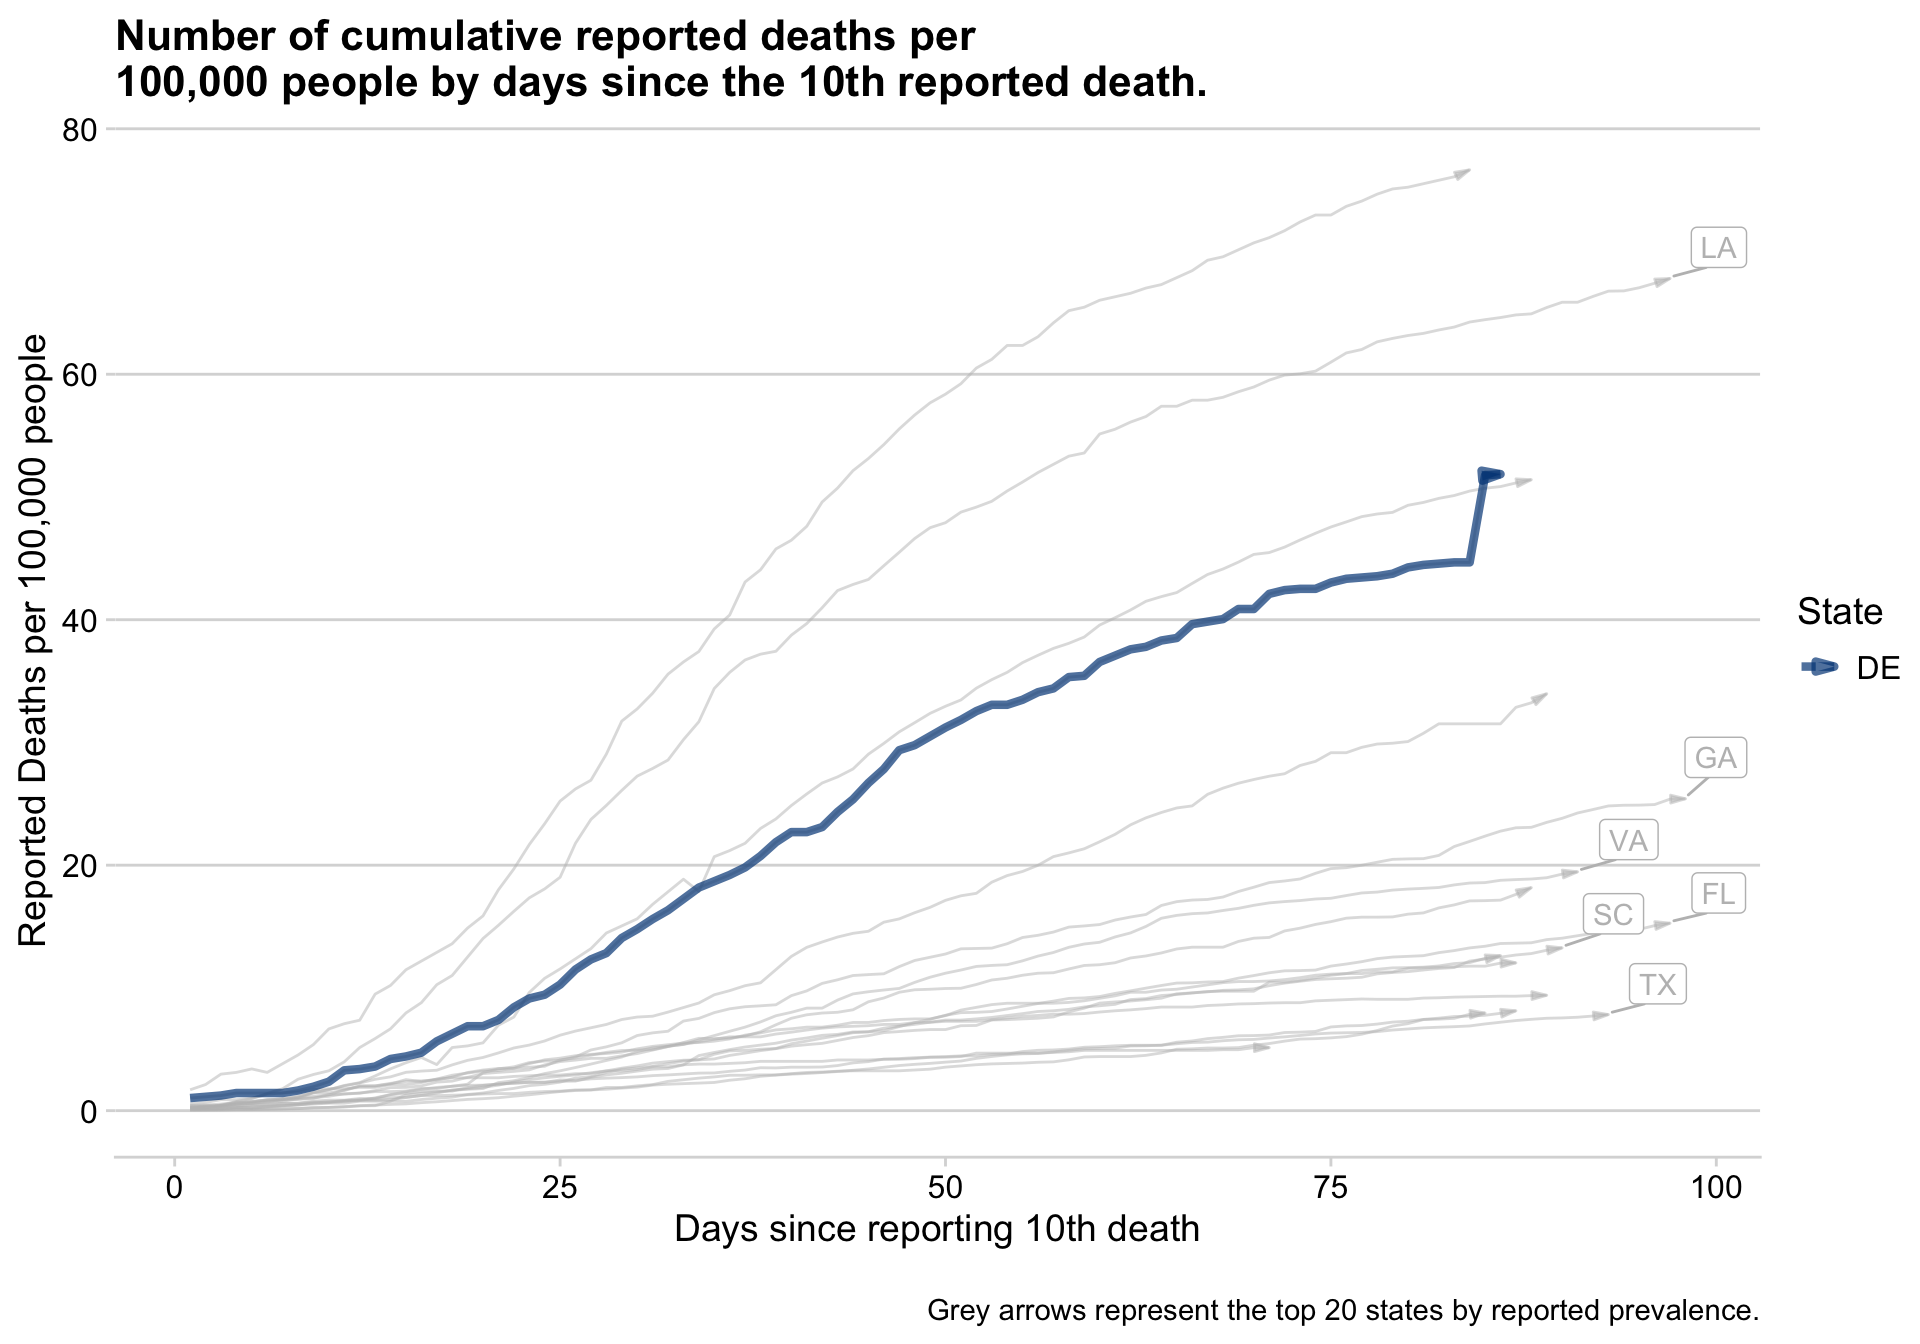 Number of cumulative reported deaths per
100,000 people by days since the 10th reported death.
Reported Deaths per 100,000 people
80
60
40
20
0
LA
GA
VA
FL
SC
TX
State
DE
0
25
50
75
100
Days since reporting 10th death
Grey arrows represent the top 20 states by reported prevalence.